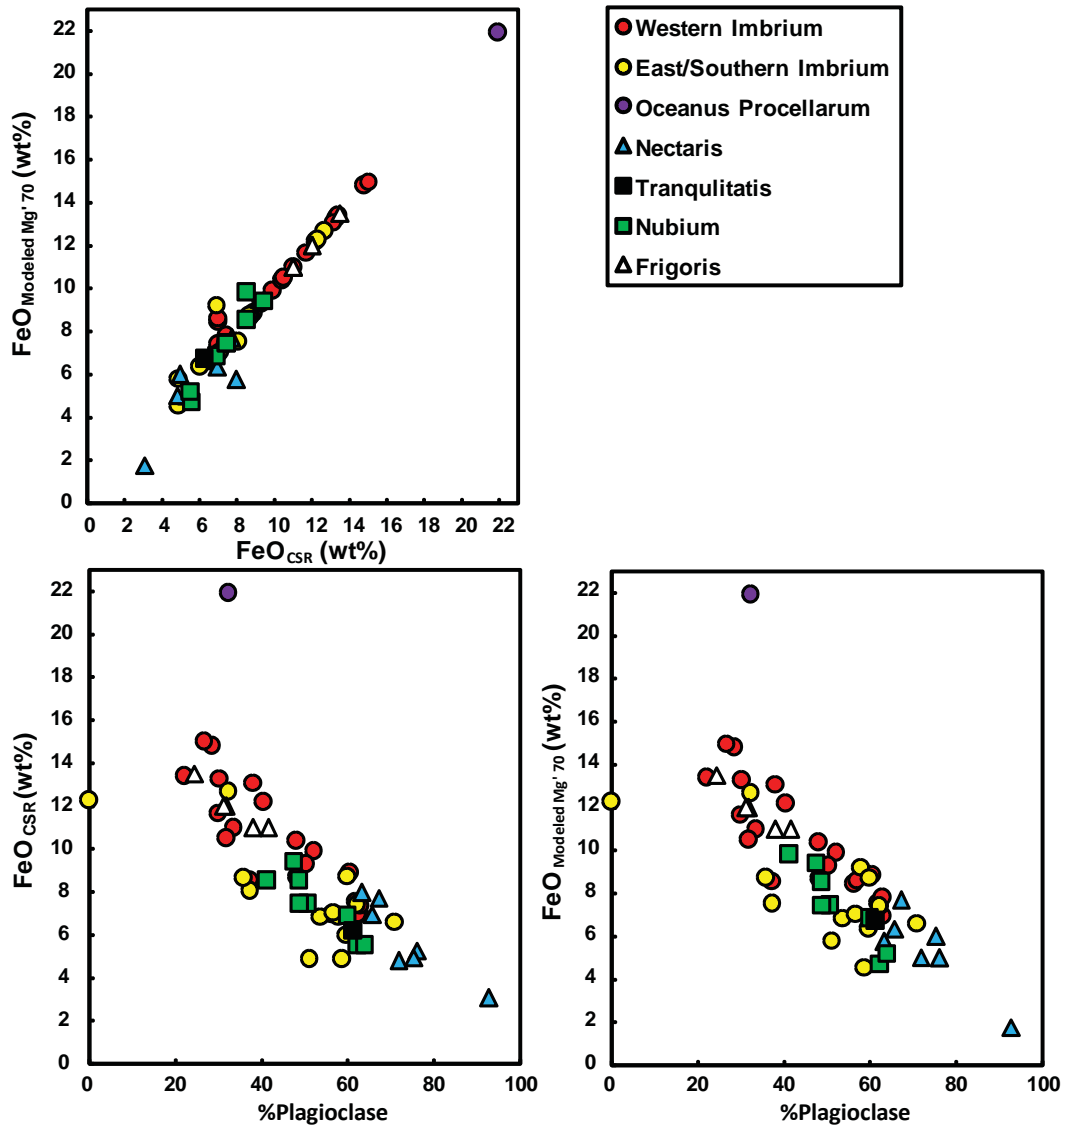 22
20
18
16
14
12
10
8
6
4
2
0
FeO Modeled Mg' 70 (wt%)
0 2 4 6 8 10 12 14 16 18 20 22
FeO CSR (wt%)
Western Imbrium
East/Southern Imbrium
Oceanus Procellarum
Nectaris
Tranqulitatis
Nubium
Frigoris
22
20
18
16
14
12
10
8
6
4
2
0
FeO CSR (wt%)
0 20 40 60 80 100
%Plagioclase
22
20
18
16
14
12
10
8
6
4
2
0
FeO Modeled Mg' 70 (wt%)
0 20 40 60 80 100
%Plagioclase